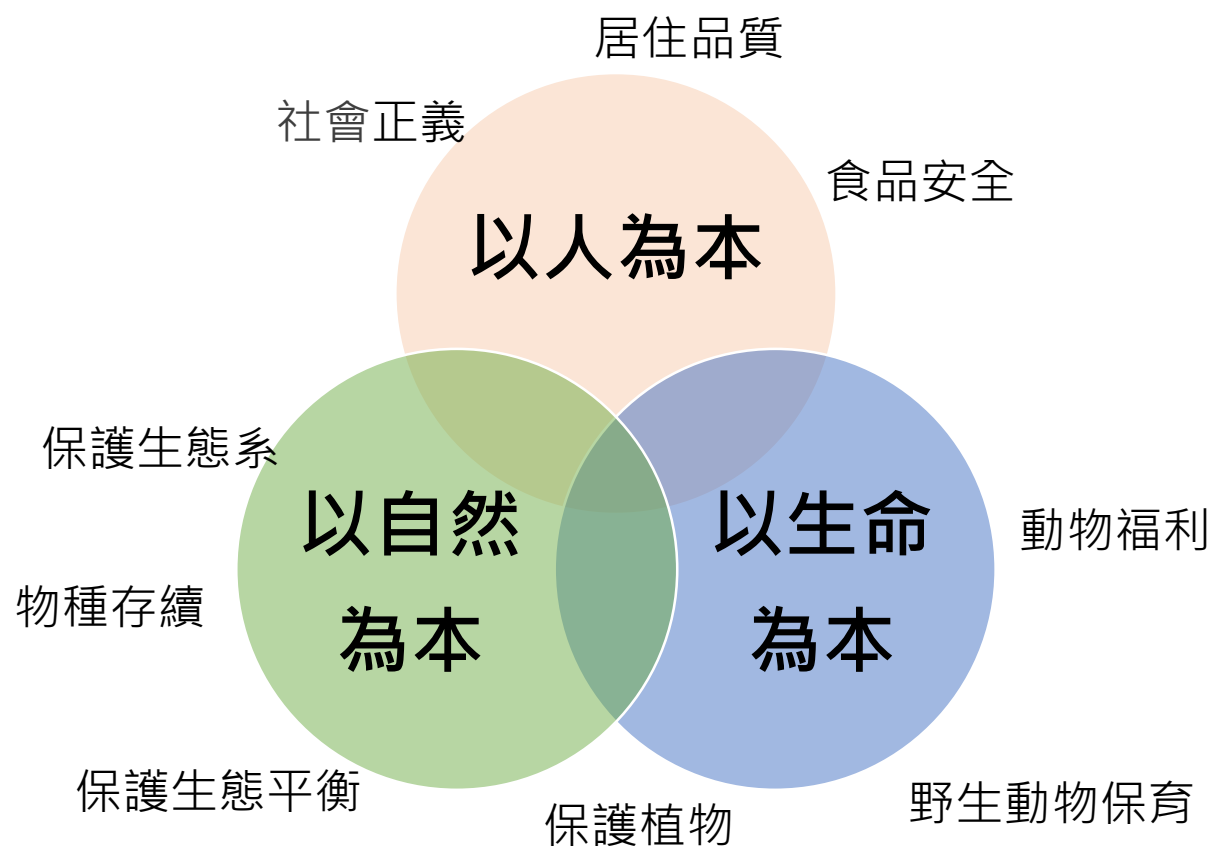 居住品質
社會正義
食品安全
以人為本
保護生態系
以自然
為本
以生命
為本
動物福利
物種存續
保護生態平衡
保護植物
野生動物保育